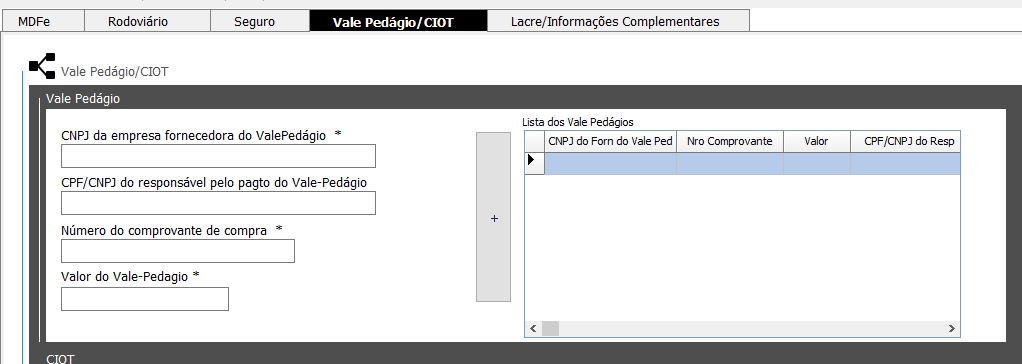 MDFe Rodoviário Seguro Vale Pedágio/CIOT Lacre/Informações Complementares
Vale Pedágio/CIOT
Vale Pedágio
CNPJ da empresa fornecedora do ValePedágio *
CPF/CNPJ do responsável pelo pagto do Vale-Pedágio
Número do comprovante de compra *
Valor do Vale-Pedagio *
+
Lista dos Vale Pedágios
CNPJ do Forn do Vale Ped Nro Comprovante Valor CPF/CNPJ do Resp
CIOT